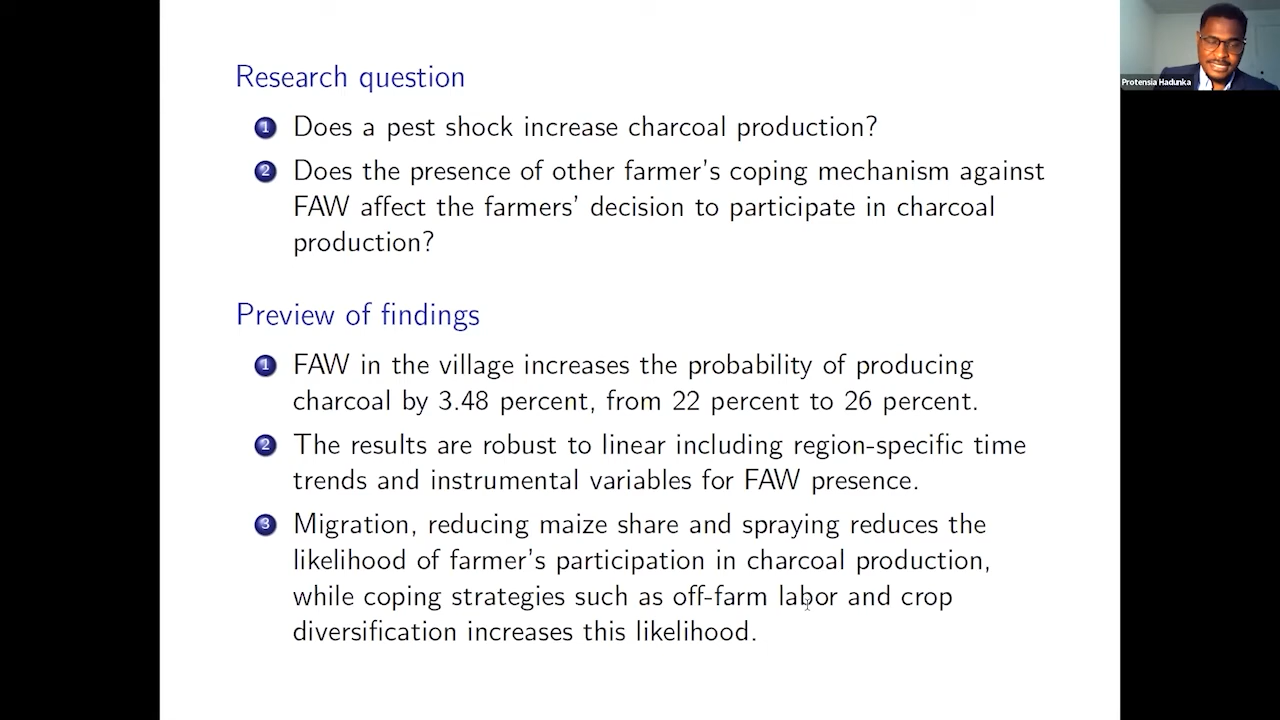 Research question
1 Does a pest shock increase charcoal production?
2 Does the presence of other farmer's coping mechanism against
FAW affect the farmers' decision to participate in charcoal
production?
Preview of findings
1 FAW in the village increases the probability of producing
charcoal by 3.48 percent, from 22 percent to 26 percent.
2 The results are robust to linear including region-specific time
trends and instrumental variables for FAW presence.
3 Migration, reducing maize share and spraying reduces the
likelihood of farmer's participation in charcoal production,
while coping strategies such as off-farm labor and crop
diversification increases this likelihood.
Protensia Hadunka